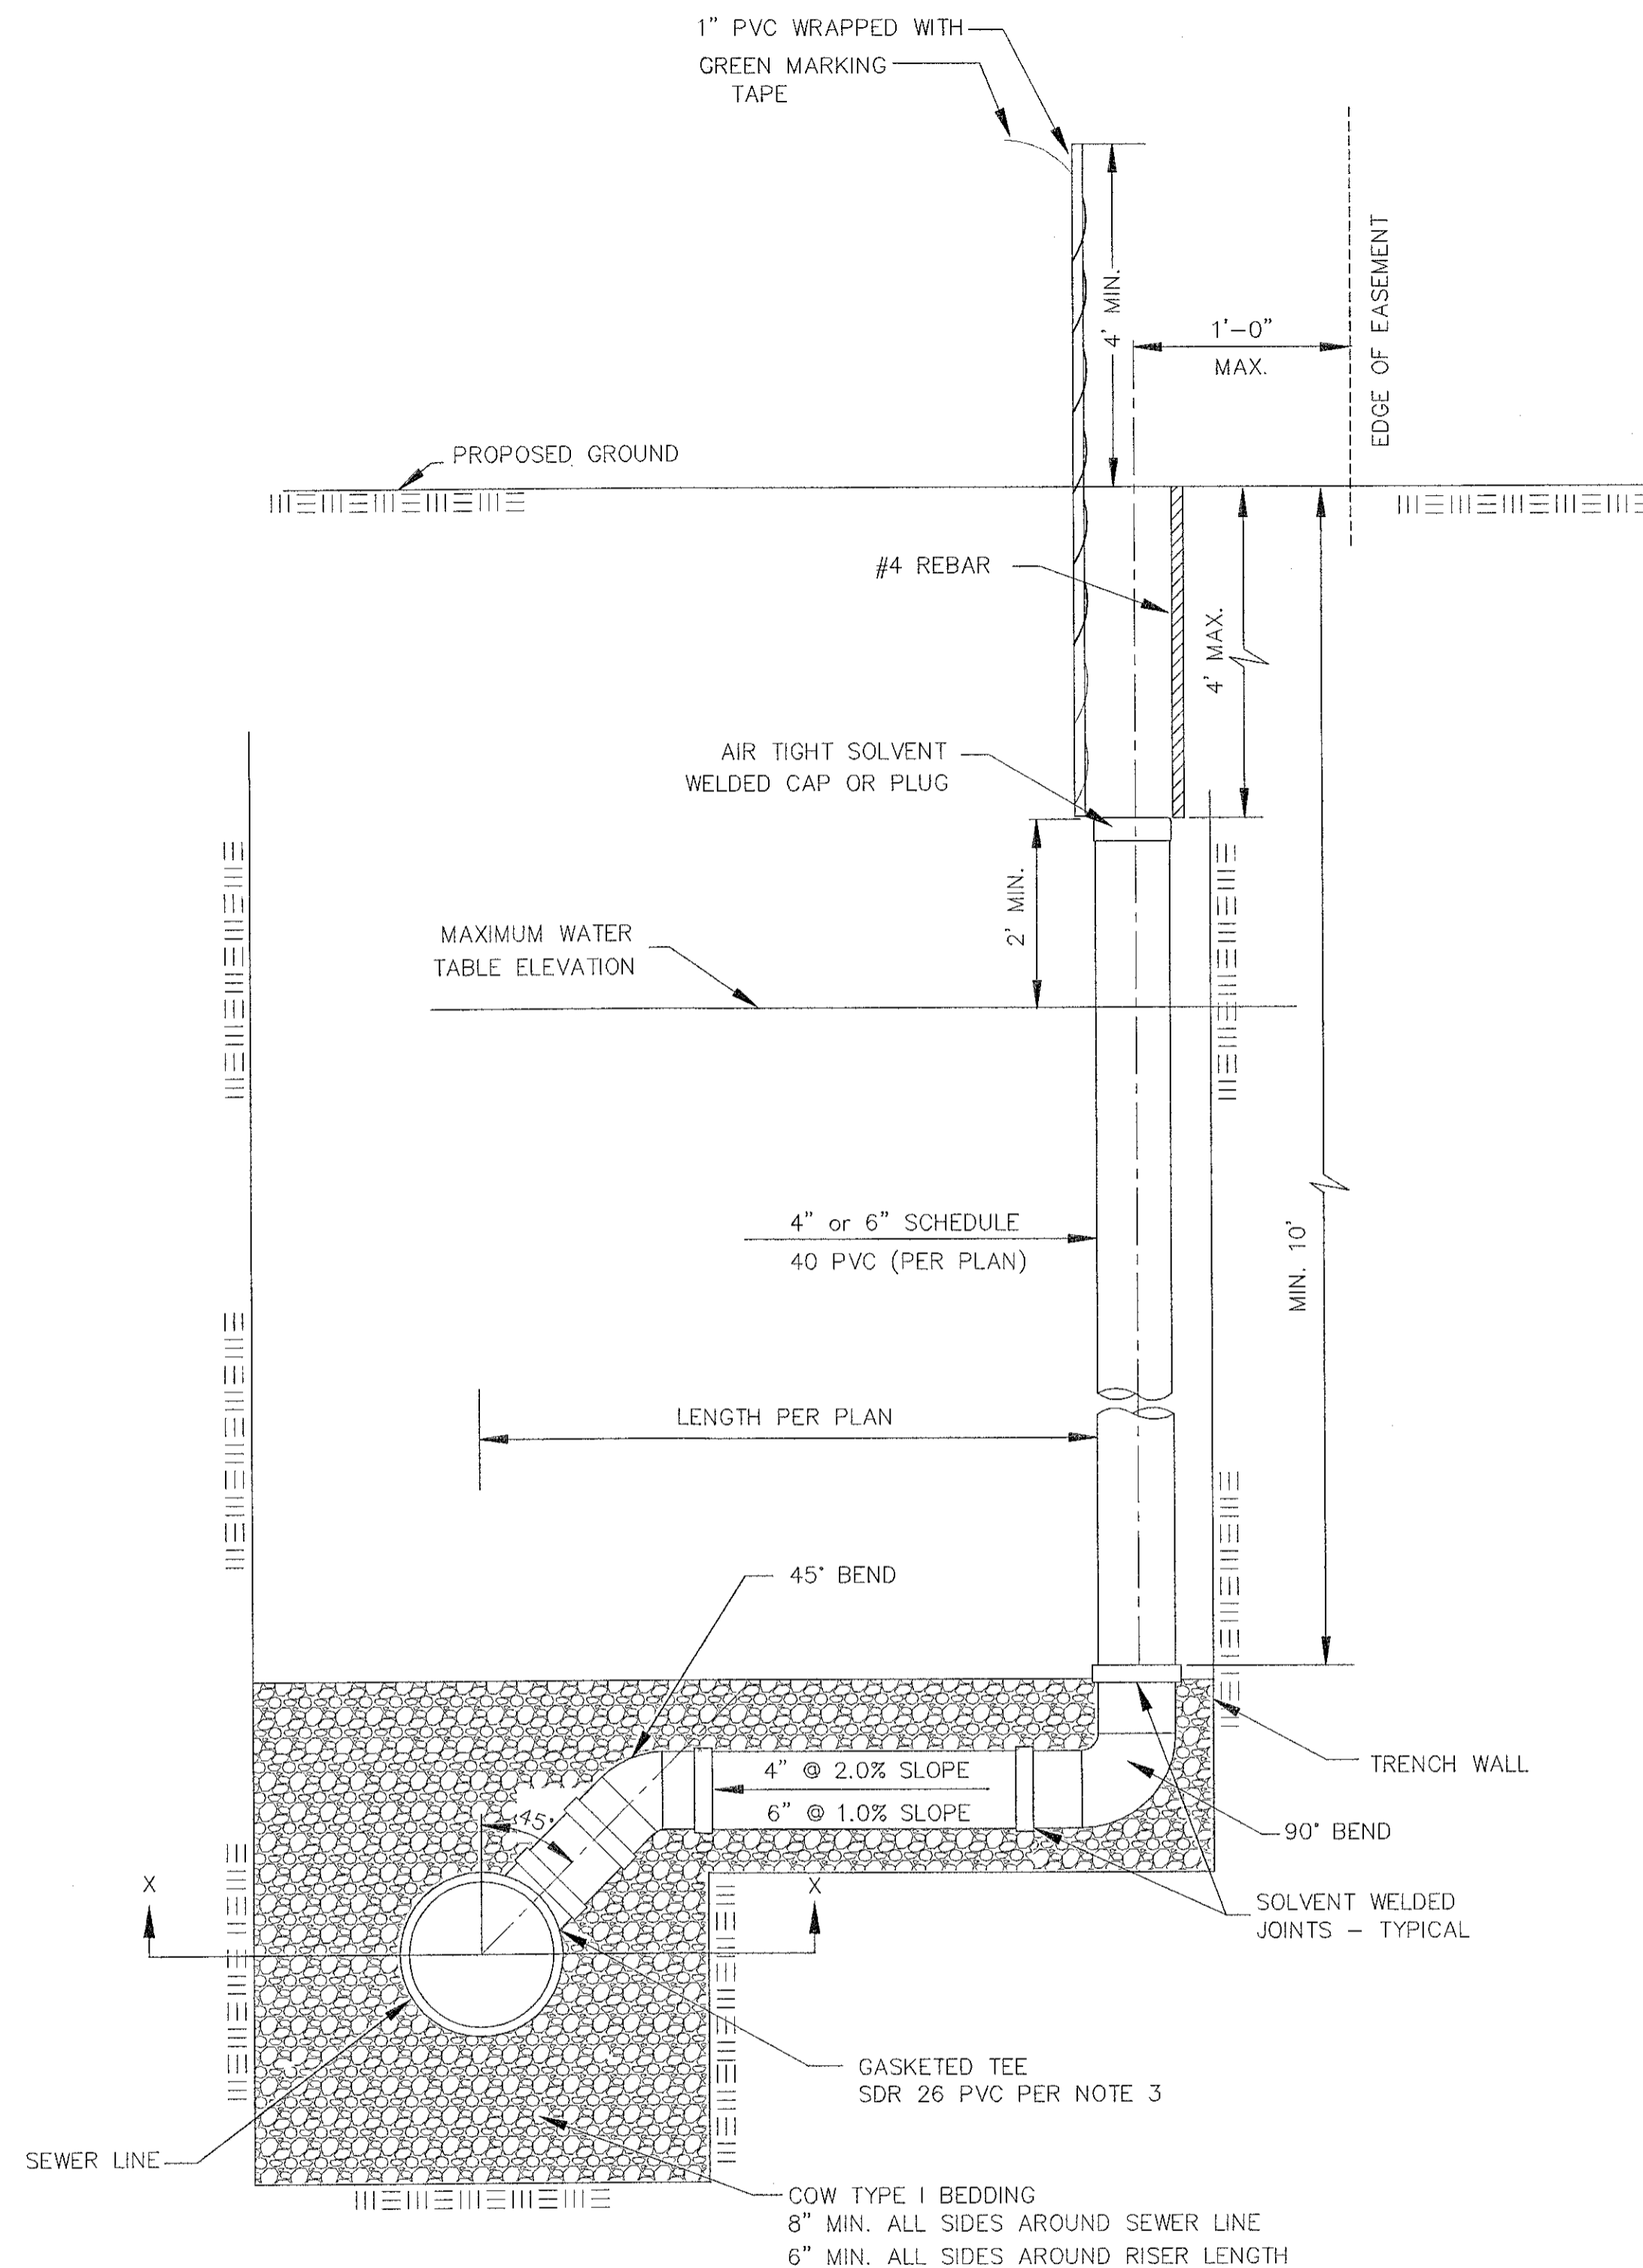 1" PVC WRAPPED WITH
GREEN MARKING
TAPE
4' MIN.
1'-0"
MAX.
EDGE OF EASEMENT
PROPOSED GROUND
#4 REBAR
4' MAX.
AIR TIGHT SOLVENT
WELDED CAP OR PLUG
2' MIN.
MAXIMUM WATER
TABLE ELEVATION
4" or 6" SCHEDULE
40 PVC (PER PLAN)
MIN. 10'
LENGTH PER PLAN
45° BEND
4" @ 2.0% SLOPE
6" @ 1.0% SLOPE
TRENCH WALL
45°
90° BEND
X
X
SOLVENT WELDED
JOINTS – TYPICAL
GASKETED TEE
SDR 26 PVC PER NOTE 3
SEWER LINE
COW TYPE I BEDDING
8" MIN. ALL SIDES AROUND SEWER LINE
6" MIN. ALL SIDES AROUND RISER LENGTH